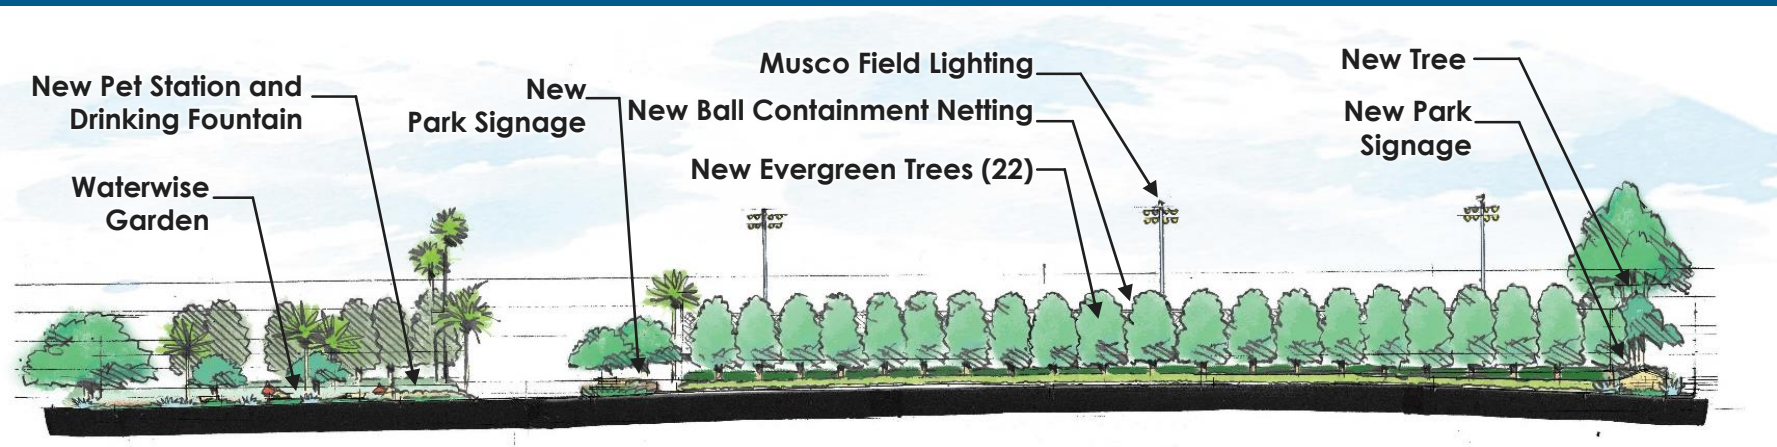 New Pet Station and
Drinking Fountain
Waterwise
Garden
New
Park Signage
Musco Field Lighting
New Ball Containment Netting
New Evergreen Trees (22)
New Tree
New Park
Signage